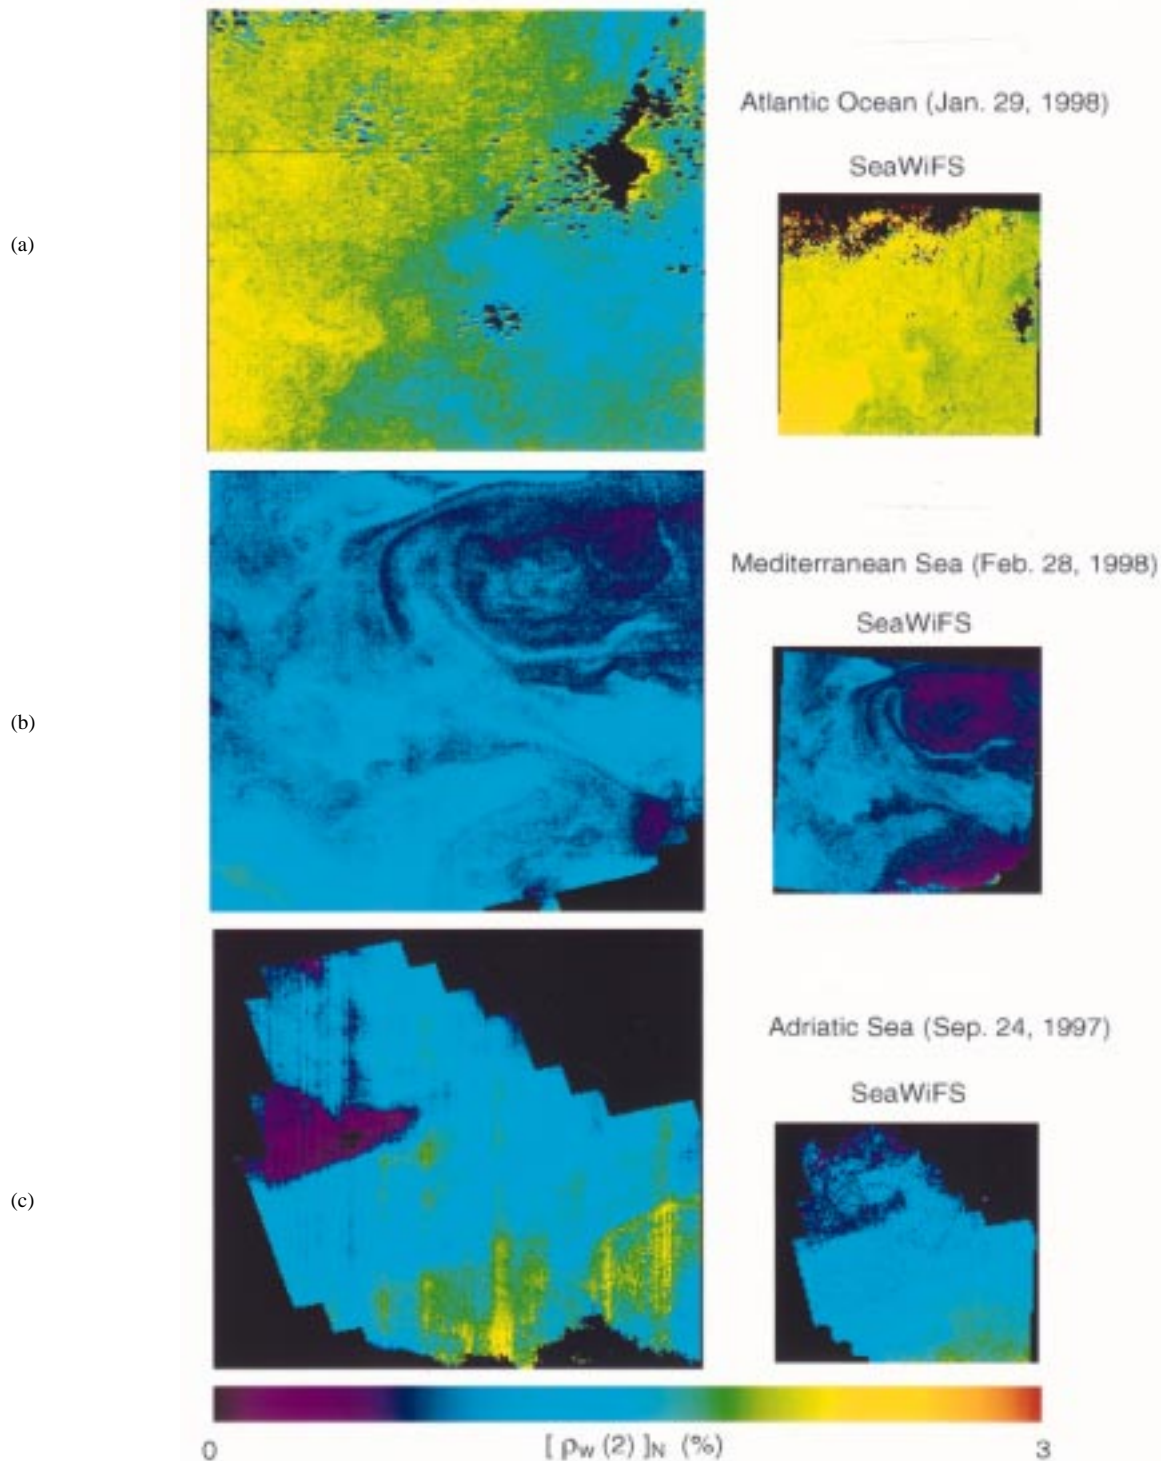 Atlantic Ocean (Jan. 29, 1998)
SeaWiFS
(a)
Mediterranean Sea (Feb. 28, 1998)
SeaWiFS
(b)
Adriatic Sea (Sep. 24, 1997)
SeaWiFS
(c)
0 [ ρw (2) ]N (%) 3